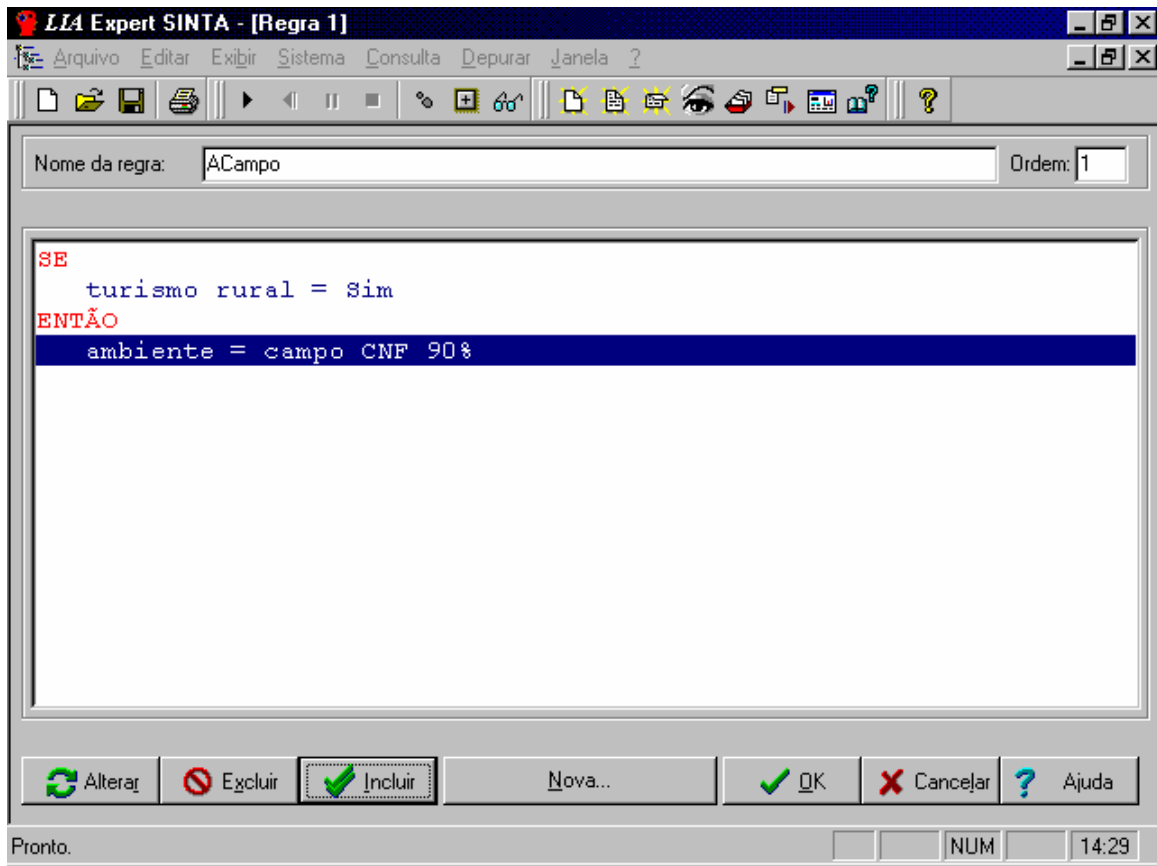 LIA Expert SINTA - [Regra 1]
Arquivo Editar Exibir Sistema Consulta Depurar Janela ?
Nome da regra: ACampo Ordem: 1
SE
turismo rural = Sim
ENTÃO
ambiente = campo CNF 90%
Alterar Excluir Incluir Nova... OK Cancelar Ajuda
Pronto. NUM 14:29